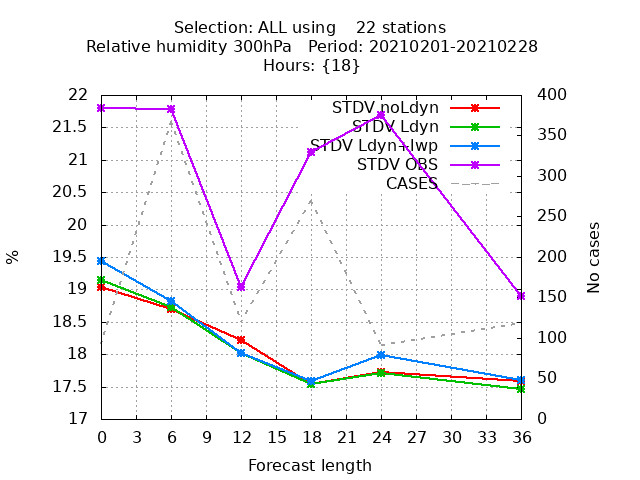 Selection: ALL using    22 stations
Relative humidity 300hPa   Period: 20210201-20210228
Hours: {18}
22
21.5
21
20.5
20
19.5
19
18.5
18
17.5
17
400
350
300
250
200
150
100
50
0
STDV noLdyn
STDV Ldyn
STDV Ldyn+lwp
STDV OBS
CASES
%
No cases
0 3 6 9 12 15 18 21 24 27 30 33 36
Forecast length